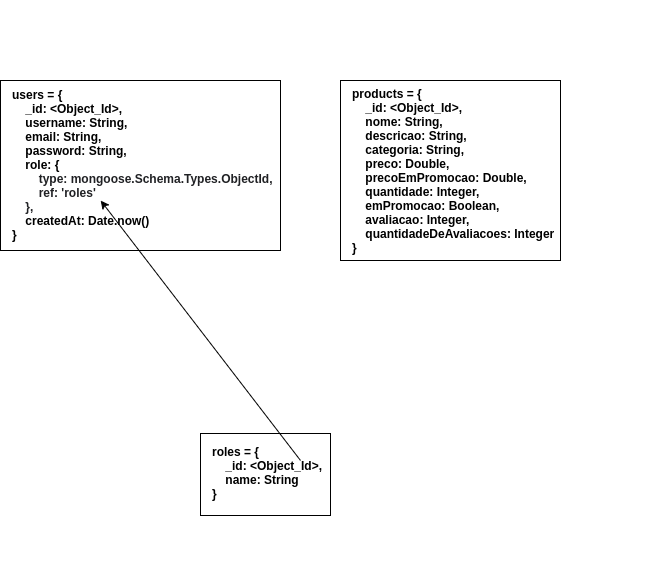 users = {
    _id: <Object_Id>,
    username: String,
    email: String,
    password: String,
    role: {
        type: mongoose.Schema.Types.ObjectId,
        ref: 'roles'
    },
    createdAt: Date.now()
}
products = {
    _id: <Object_Id>,
    nome: String,
    descricao: String,
    categoria: String,
    preco: Double,
    precoEmPromocao: Double,
    quantidade: Integer,
    emPromocao: Boolean,
    avaliacao: Integer,
    quantidadeDeAvaliacoes: Integer
}
roles = {
    _id: <Object_Id>,
    name: String
}